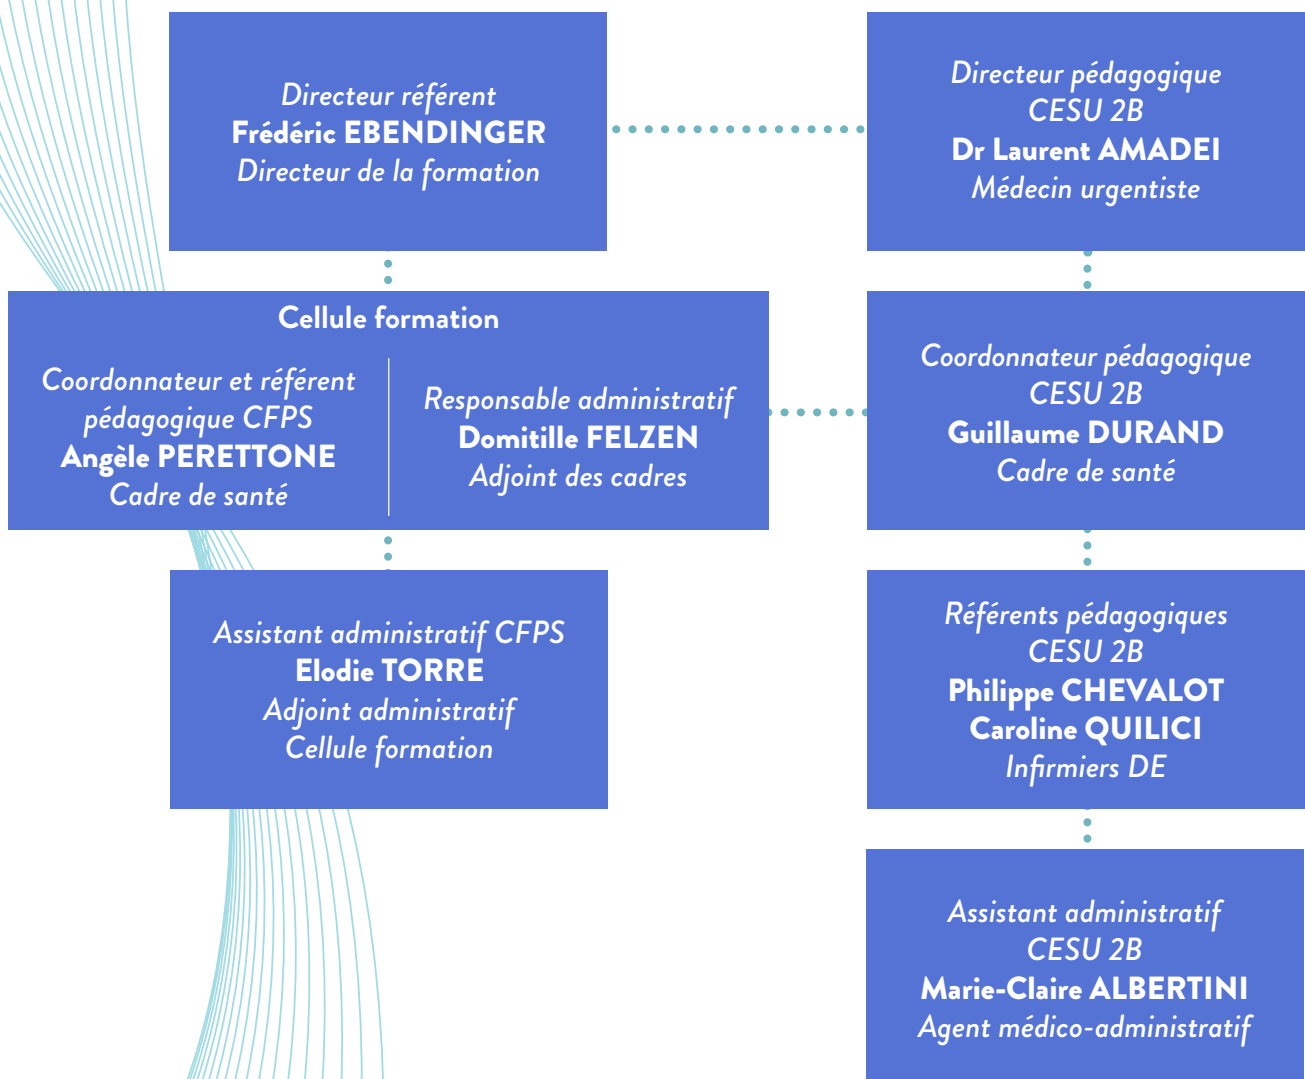 Directeur référent
Frédéric EBENDINGER
Directeur de la formation
Directeur pédagogique
CESU 2B
Dr Laurent AMADEI
Médecin urgentiste
Cellule formation
Coordonnateur et référent
pédagogique CFPS
Angèle PERETTONE
Cadre de santé
Responsable administratif
Domitille FELZEN
Adjoint des cadres
Coordonnateur pédagogique
CESU 2B
Guillaume DURAND
Cadre de santé
Assistant administratif CFPS
Elodie TORRE
Adjoint administratif
Cellule formation
Référents pédagogiques
CESU 2B
Philippe CHEVALOT
Caroline QUILICI
Infirmiers DE
Assistant administratif
CESU 2B
Marie-Claire ALBERTINI
Agent médico-administratif